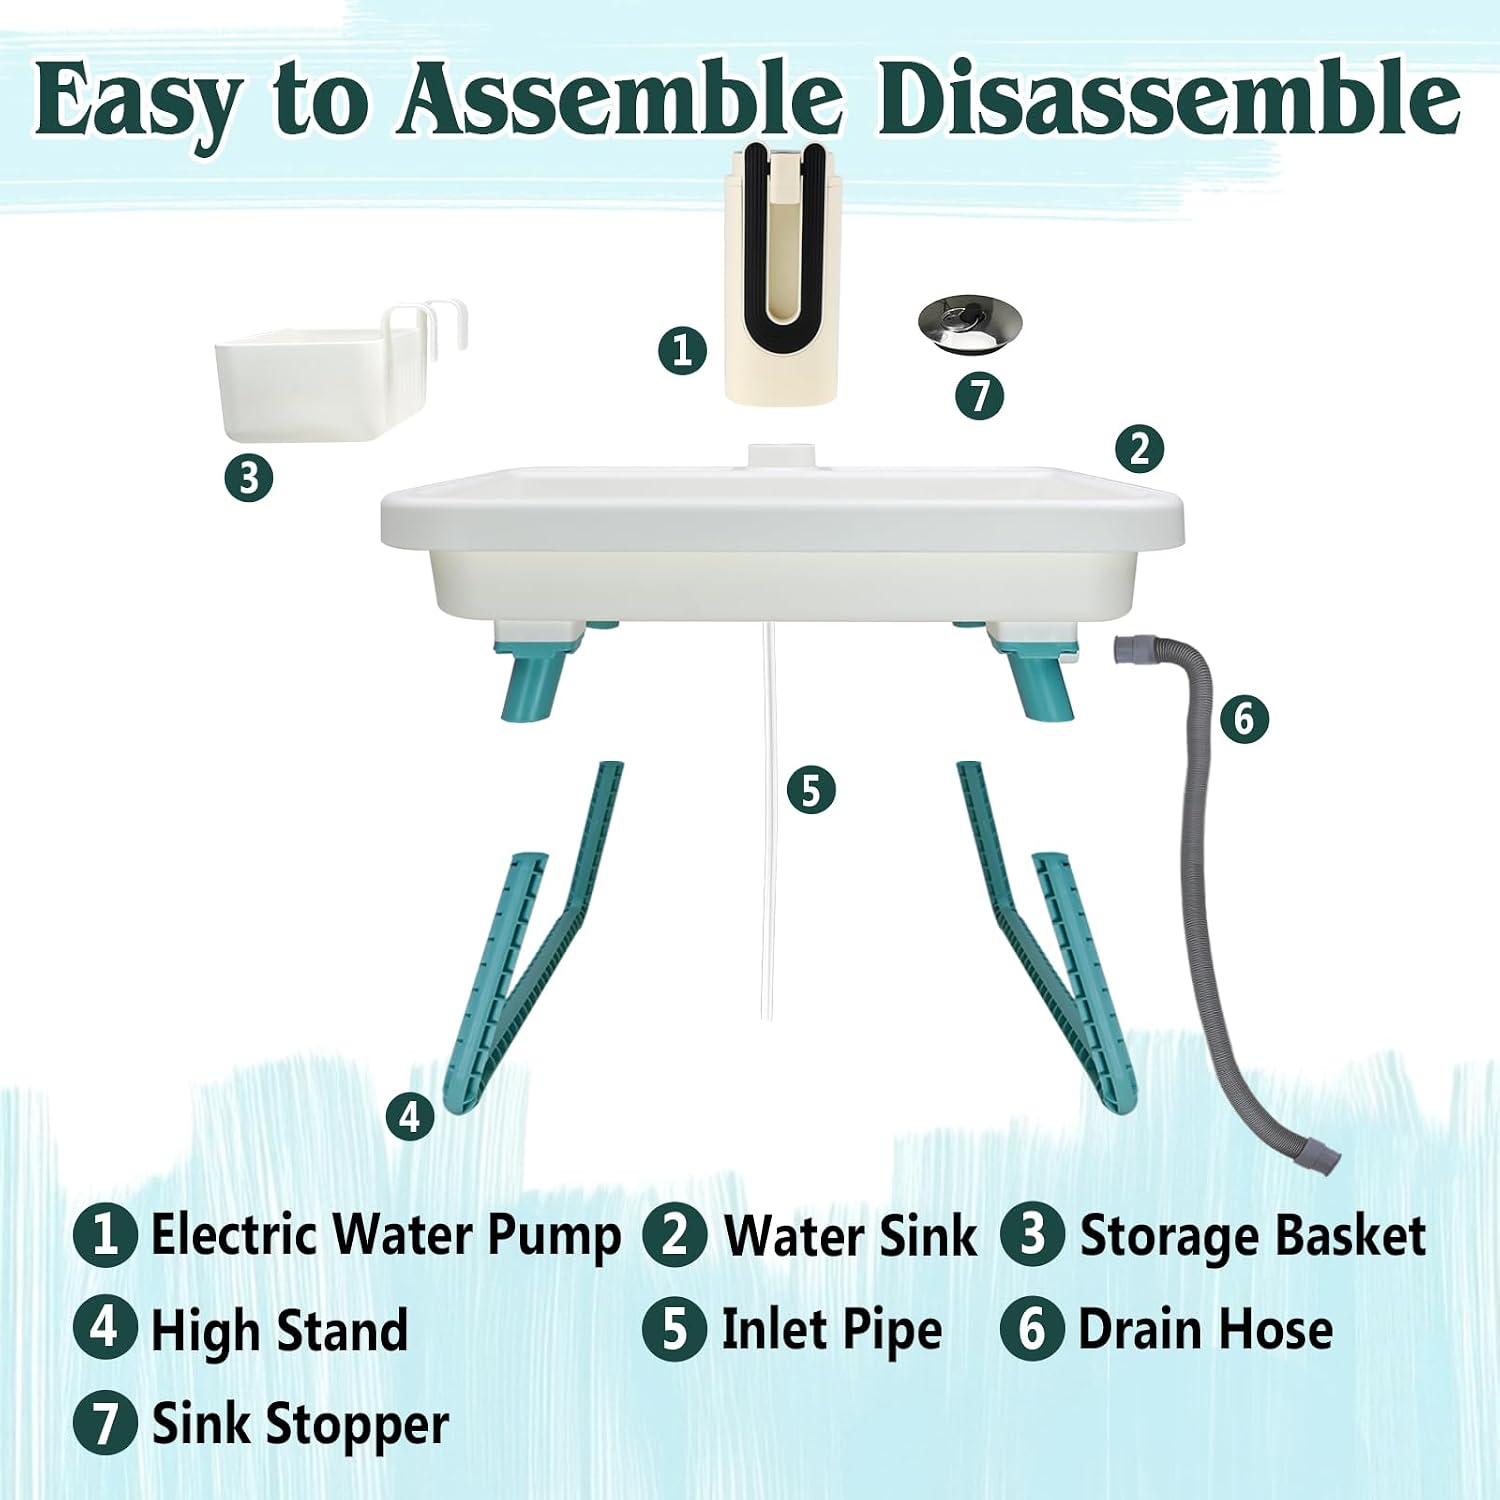 Easy to Assemble Disassemble
1
7
2
3
6
5
4
1 Electric Water Pump 2 Water Sink 3 Storage Basket
4 High Stand 5 Inlet Pipe 6 Drain Hose
7 Sink Stopper